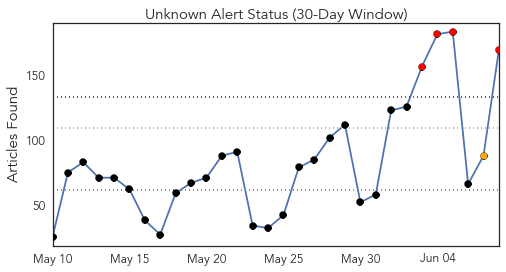 Unknown Alert Status (30-Day Window)
Articles Found
150
100
50
May 10
May 15
May 20
May 25
May 30
Jun 04